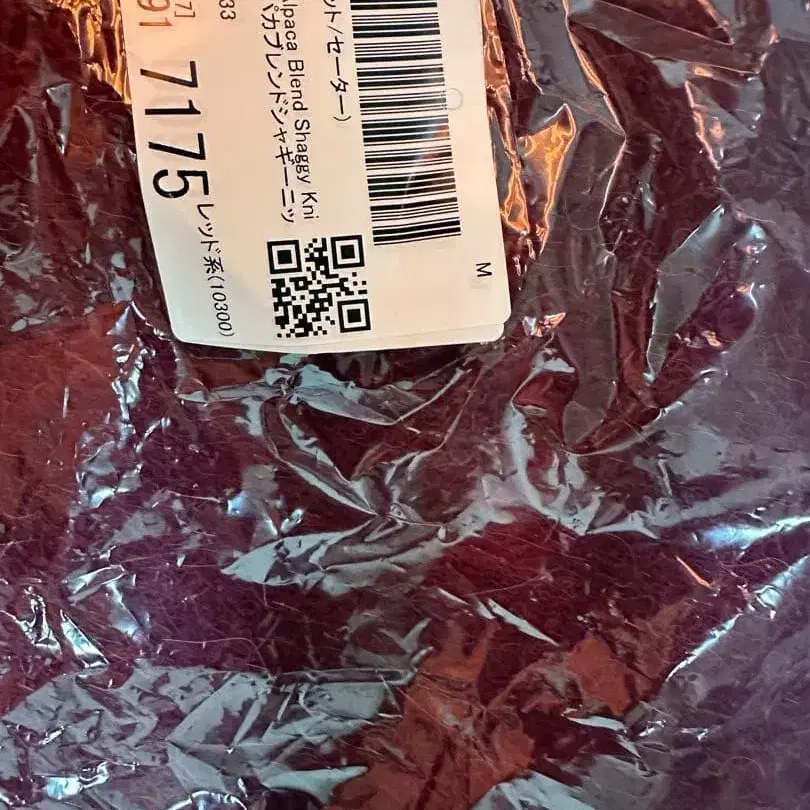 ット/セーター)
lpaca Blend Shaggy Kni
パカブレンドシャギーニッ
33
7]
91
7175
レッド系(10300)
M